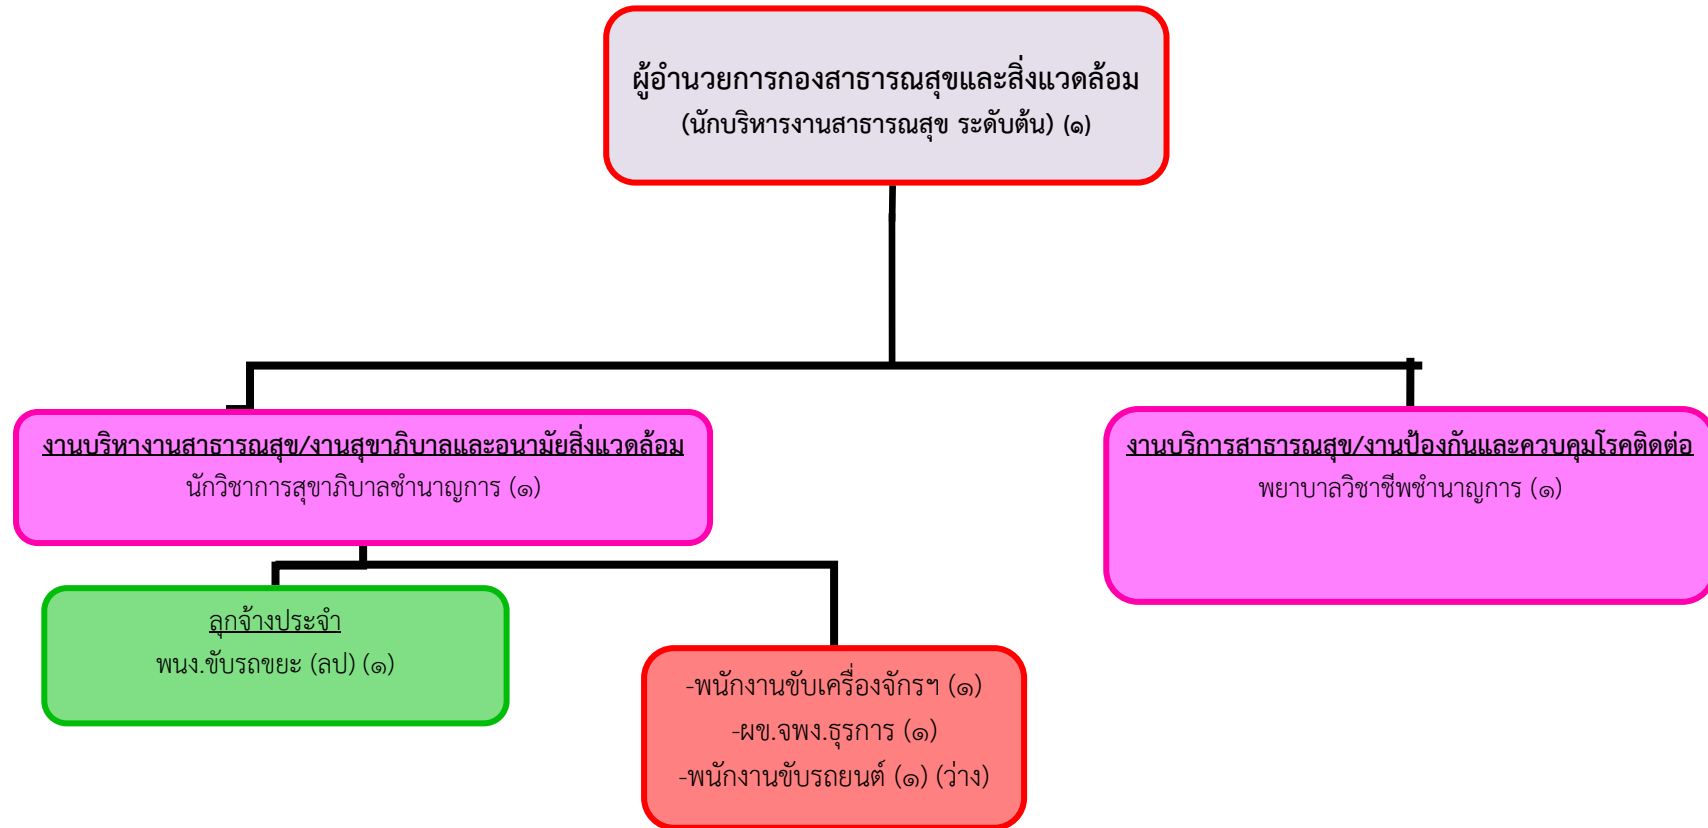 ผู้อำนวยการกองสาธารณสุขและสิ่งแวดล้อม
(นักบริหารงานสาธารณสุข ระดับต้น) (๑)
งานบริหางานสาธารณสุข/งานสุขาภิบาลและอนามัยสิ่งแวดล้อม
นักวิชาการสุขาภิบาลชำนาญการ (๑)
งานบริการสาธารณสุข/งานป้องกันและควบคุมโรคติดต่อ
พยาบาลวิชาชีพชำนาญการ (๑)
ลูกจ้างประจำ
พนง.ขับรถขยะ (ลป) (๑)
-พนักงานขับเครื่องจักรฯ (๑)
-ผข.จพง.ธุรการ (๑)
-พนักงานขับรถยนต์ (๑) (ว่าง)